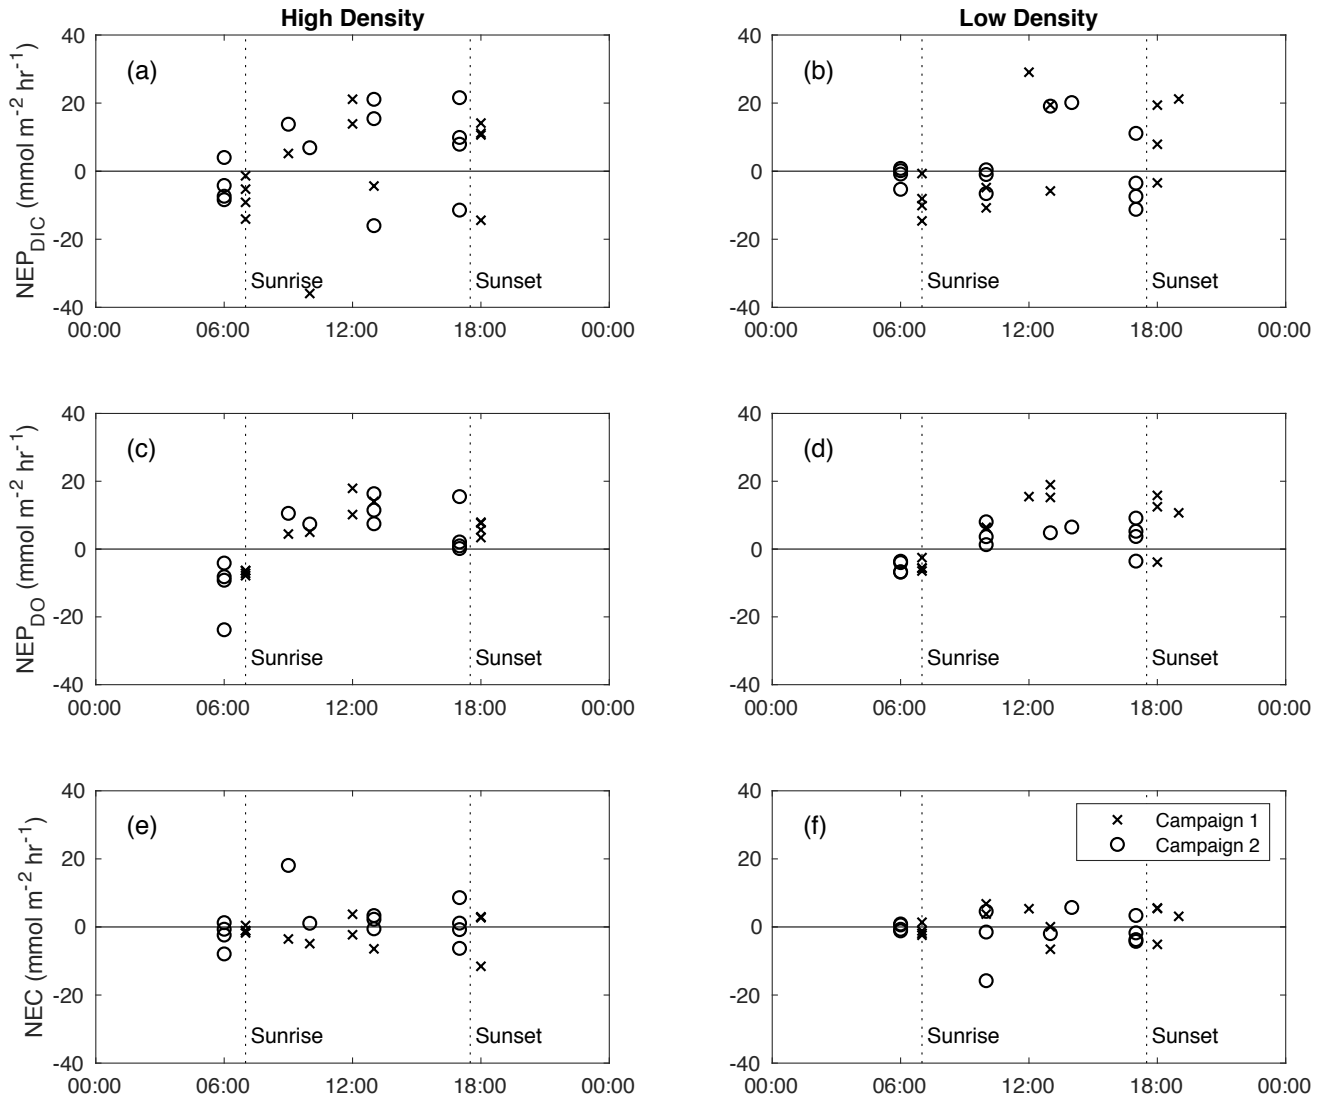 High Density
Low Density
NEP_DIC (mmol m^-2 hr^-1)
40
20
0
-20
-40
(a)
Sunrise
Sunset
00:00 06:00 12:00 18:00 00:00
40
20
0
-20
-40
(b)
Sunrise
Sunset
00:00 06:00 12:00 18:00 00:00
NEP_DO (mmol m^-2 hr^-1)
40
20
0
-20
-40
(c)
Sunrise
Sunset
00:00 06:00 12:00 18:00 00:00
40
20
0
-20
-40
(d)
Sunrise
Sunset
00:00 06:00 12:00 18:00 00:00
NEC (mmol m^-2 hr^-1)
40
20
0
-20
-40
(e)
Sunrise
Sunset
00:00 06:00 12:00 18:00 00:00
40
20
0
-20
-40
(f)
Campaign 1
Campaign 2
Sunrise
Sunset
00:00 06:00 12:00 18:00 00:00